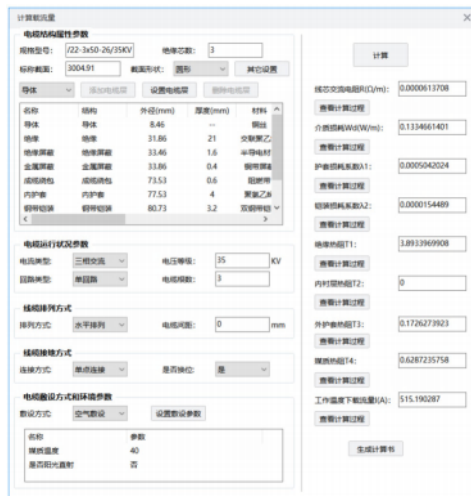 计算载流量
电缆结构属性参数
规格型号: /22-3x50-26/35KV 绝缘芯数: 3
标称截面: 3004.91 截面形状: 圆形 其它设置
导体 添加电缆层 设置电缆层 删除电缆层
名称 结构 外径(mm) 厚度(mm) 材料
导体 导体 8.46 -- 铜丝
绝缘 绝缘 31.86 21 交联聚乙
绝缘屏蔽 绝缘屏蔽 33.46 1.6 半导电材
金属屏蔽 金属屏蔽 33.86 0.4 铜带屏蔽
成缆绕包 成缆绕包 73.53 0.6 阻燃带
内护套 内护套 77.53 4 聚氯乙烯
钢带铠装 钢带铠装 80.73 3.2 双钢带铠
电缆运行状况参数
电流类型: 三相交流 电压等级: 35 KV
回路类型: 单回路 电缆根数: 3
线缆排列方式
排列方式: 水平排列 电缆间距: 0 mm
线缆接地方式
连接方式: 单点连接 是否换位: 是
电缆敷设方式和环境参数
敷设方式: 空气敷设 设置敷设参数
名称 参数
媒质温度 40
是否阳光直射 否
计算
线芯交流电阻R(Ω/m): 0.0000613708
查看计算过程
介质损耗Wd(W/m): 0.1334661401
查看计算过程
护套损耗系数λ1: 0.0005042024
查看计算过程
铠装损耗系数λ2: 0.0000154489
查看计算过程
绝缘热阻T1: 3.8933969908
查看计算过程
内衬层热阻T2: 0
查看计算过程
外护套热阻T3: 0.1726273923
查看计算过程
媒质热阻T4: 0.6287235758
查看计算过程
工作温度下载流量I(A): 515.190287
查看计算过程
生成计算书